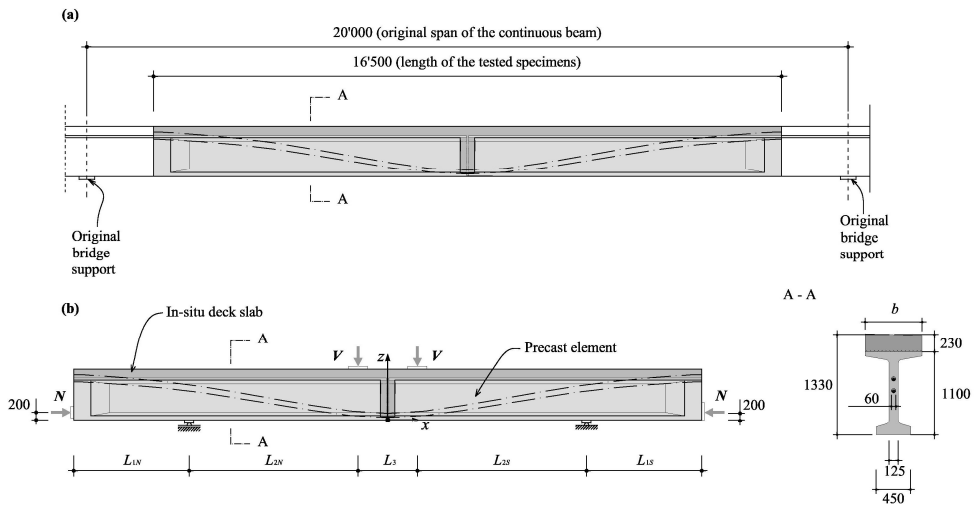 (a)
20'000 (original span of the continuous beam)
16'500 (length of the tested specimens)
A
A
Original
bridge
support
Original
bridge
support
(b)
In-situ deck slab
A
V
z
V
Precast element
N
200
N
200
x
A
L1N
L2N
L3
L2S
L1S
A - A
b
230
1330
60
1100
125
450